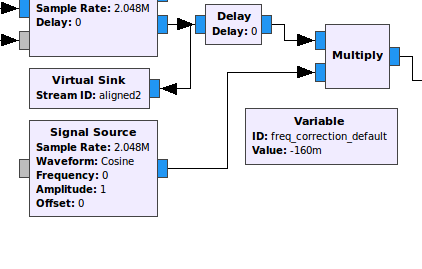 Sample Rate: 2.048M
Delay: 0
Delay
Delay: 0
Multiply
Virtual Sink
Stream ID: aligned2
Signal Source
Sample Rate: 2.048M
Waveform: Cosine
Frequency: 0
Amplitude: 1
Offset: 0
Variable
ID: freq_correction_default
Value: -160m